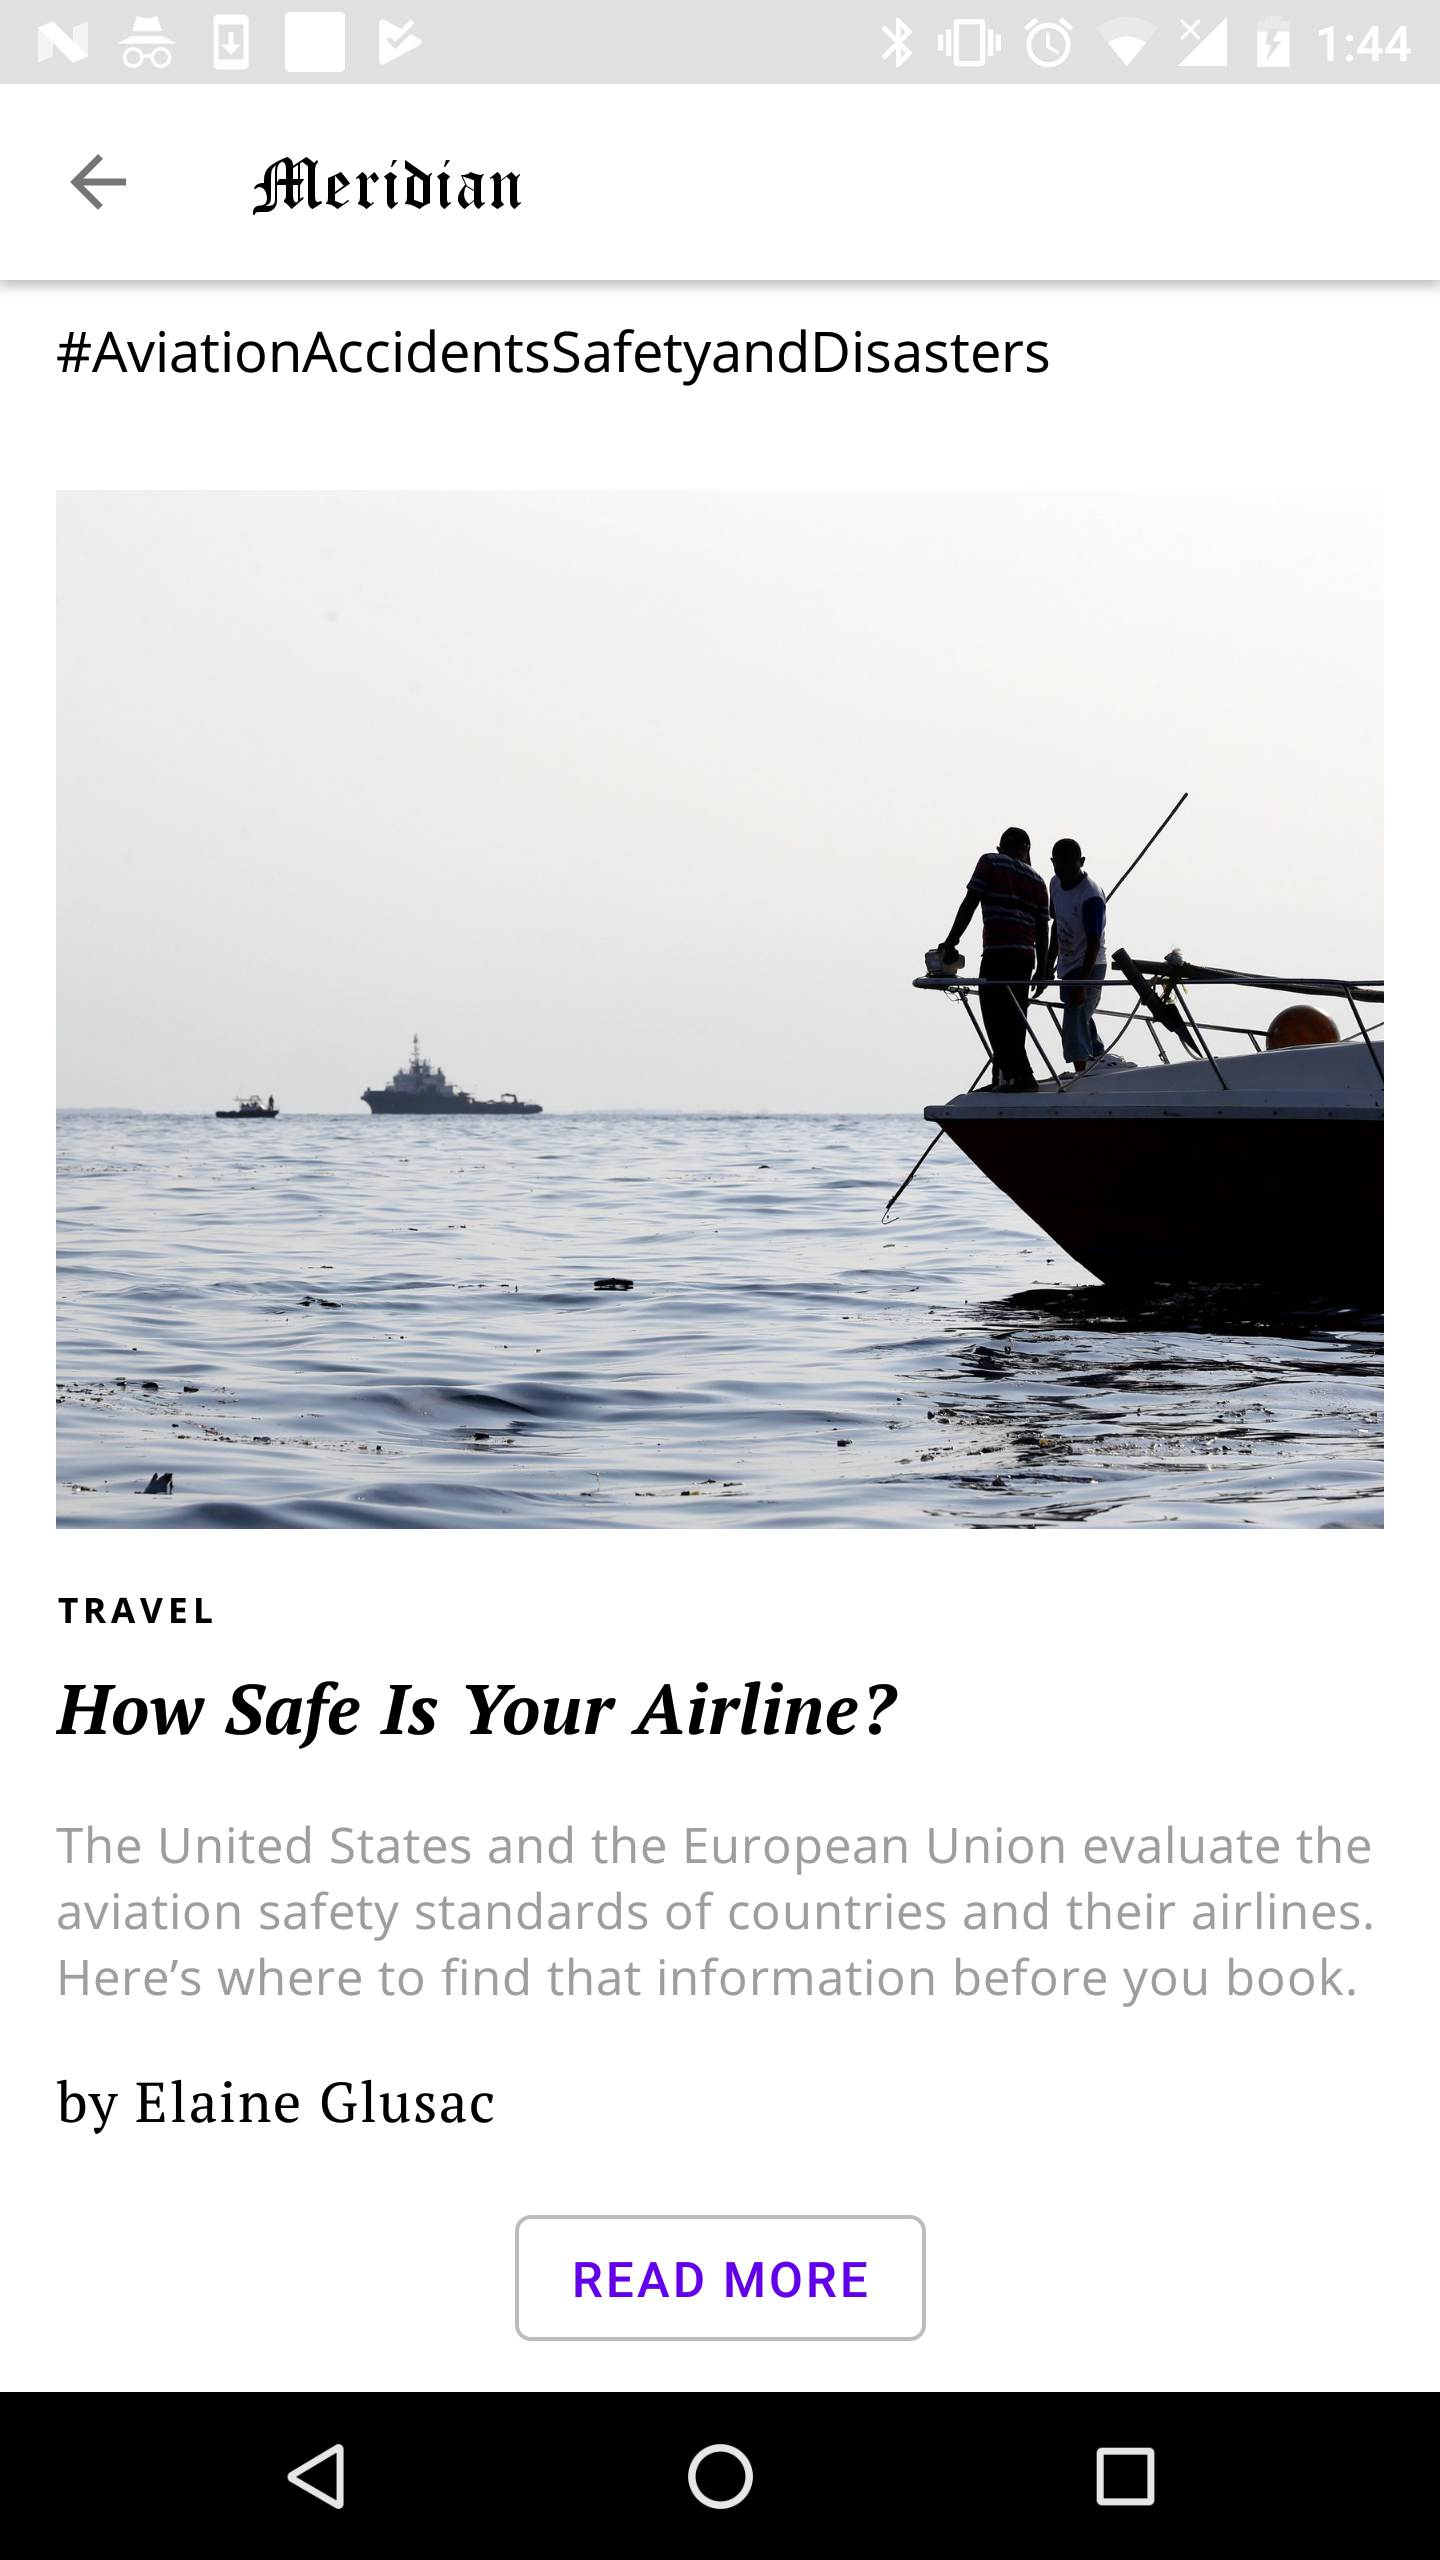 1:44
Meridian
#AviationAccidentsSafetyandDisasters
TRAVEL
How Safe Is Your Airline?
The United States and the European Union evaluate the
aviation safety standards of countries and their airlines.
Here’s where to find that information before you book.
by Elaine Glusac
READ MORE